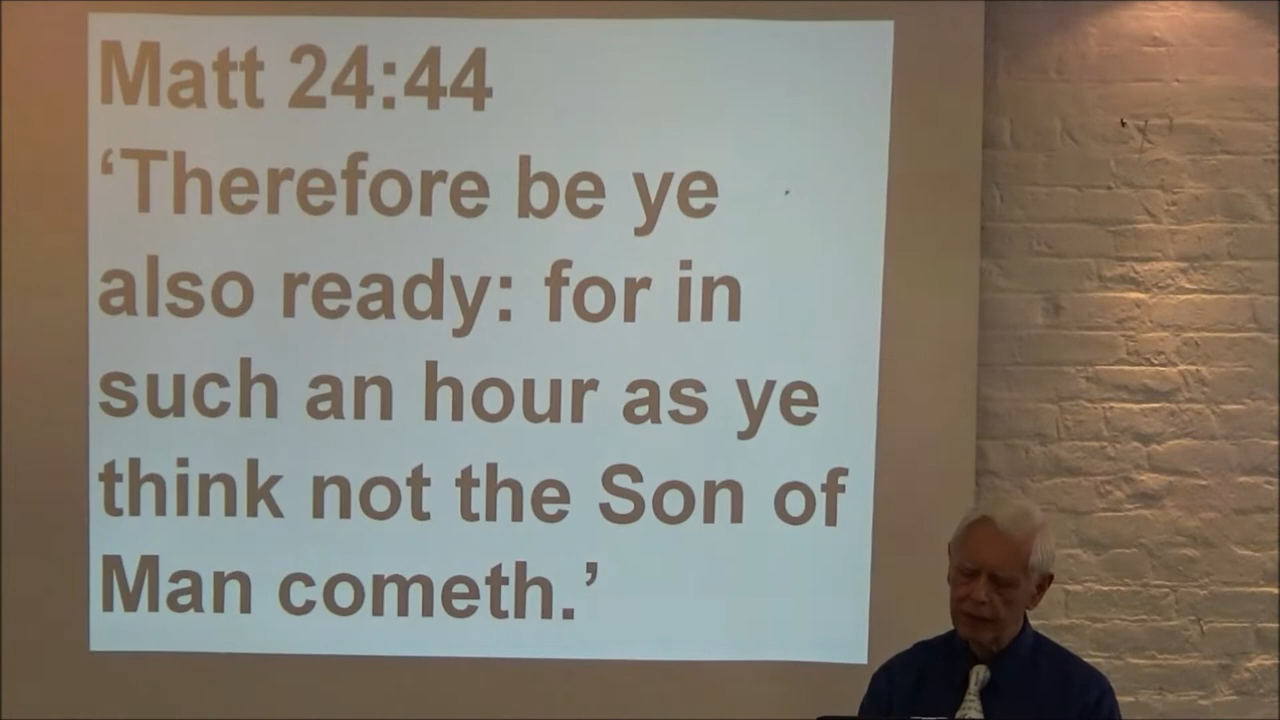 Matt 24:44
‘Therefore be ye
also ready: for in
such an hour as ye
think not the Son of
Man cometh.’